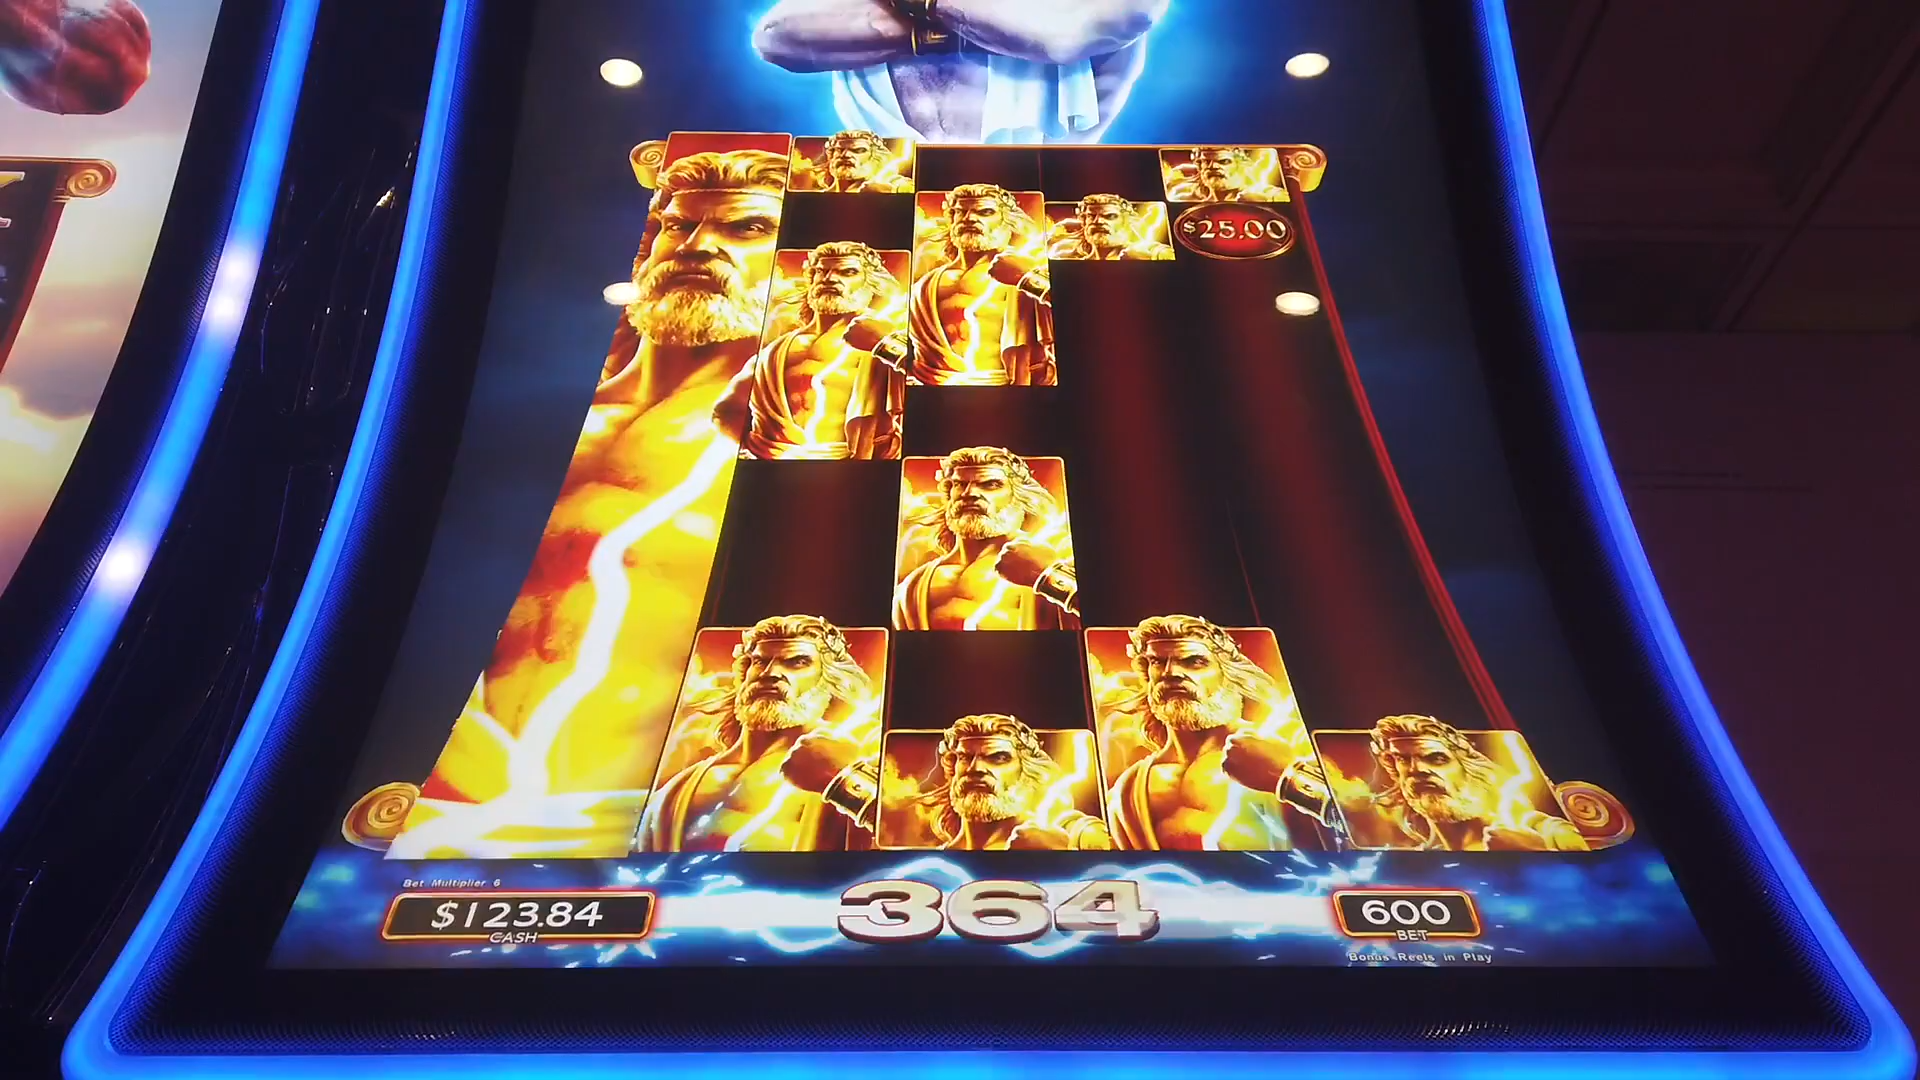 $25.00
Bet Multiplier 6
$123.84
CASH
364
600
BET
Bonus Reels in Play